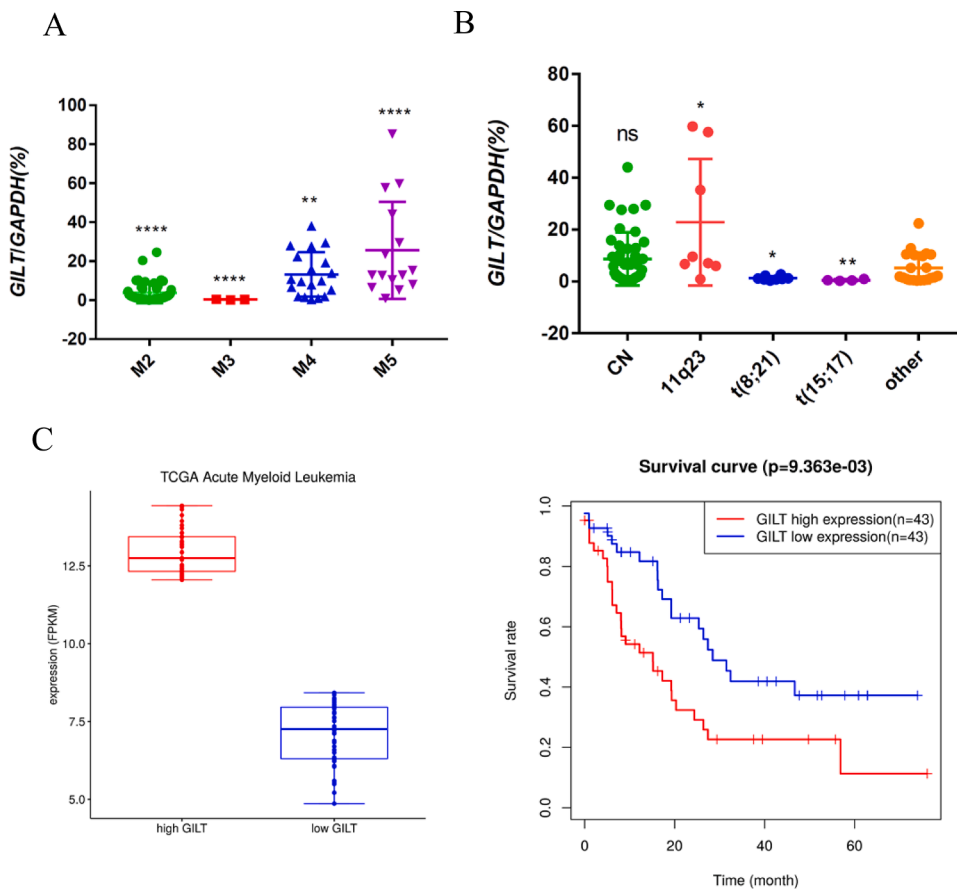 A
GILT/GAPDH(%)
100
80
60
40
20
0
-20
****
****
**
****
M2
M3
M4
M5
B
GILT/GAPDH(%)
80
60
40
20
0
-20
ns
*
*
**
CN
11q23
t(8;21)
t(15;17)
other
C
TCGA Acute Myeloid Leukemia
expression (FPKM)
12.5
10.0
7.5
5.0
high GILT
low GILT
Survival curve (p=9.363e-03)
GILT high expression(n=43)
GILT low expression(n=43)
Survival rate
1.0
0.8
0.6
0.4
0.2
0.0
0
20
40
60
Time (month)